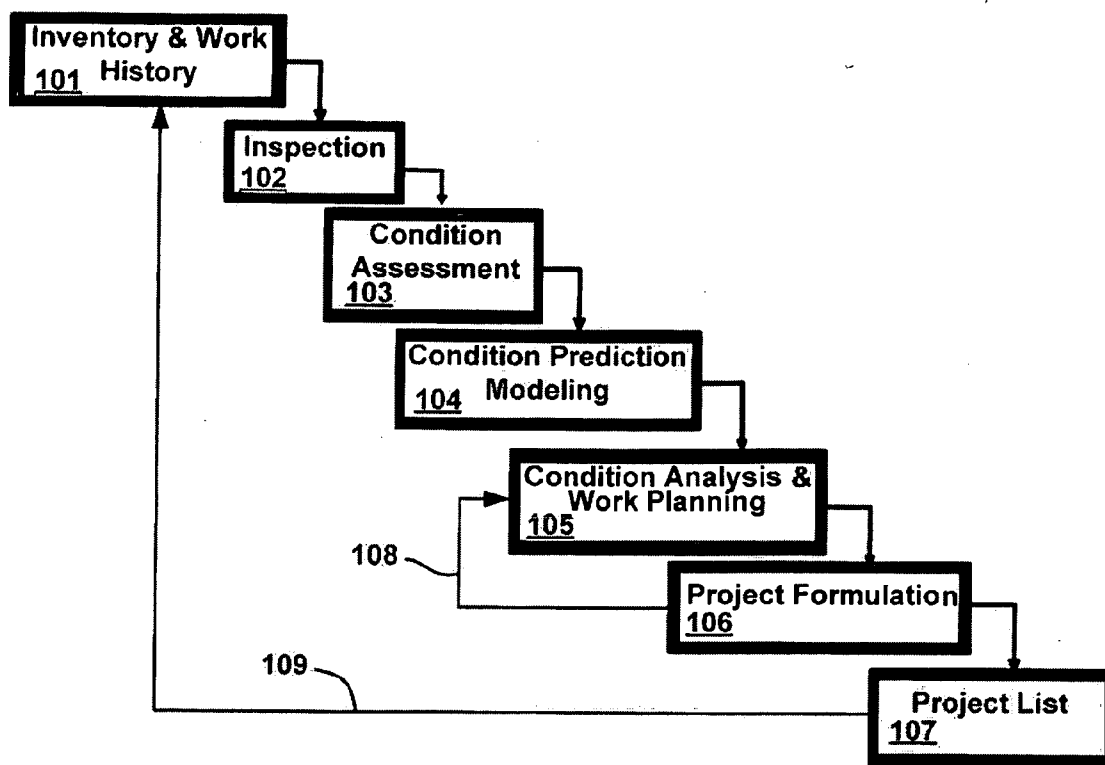 Inventory & Work
History
101
Inspection
102
Condition
Assessment
103
Condition Prediction
Modeling
104
Condition Analysis &
Work Planning
105
108
Project Formulation
106
109
Project List
107